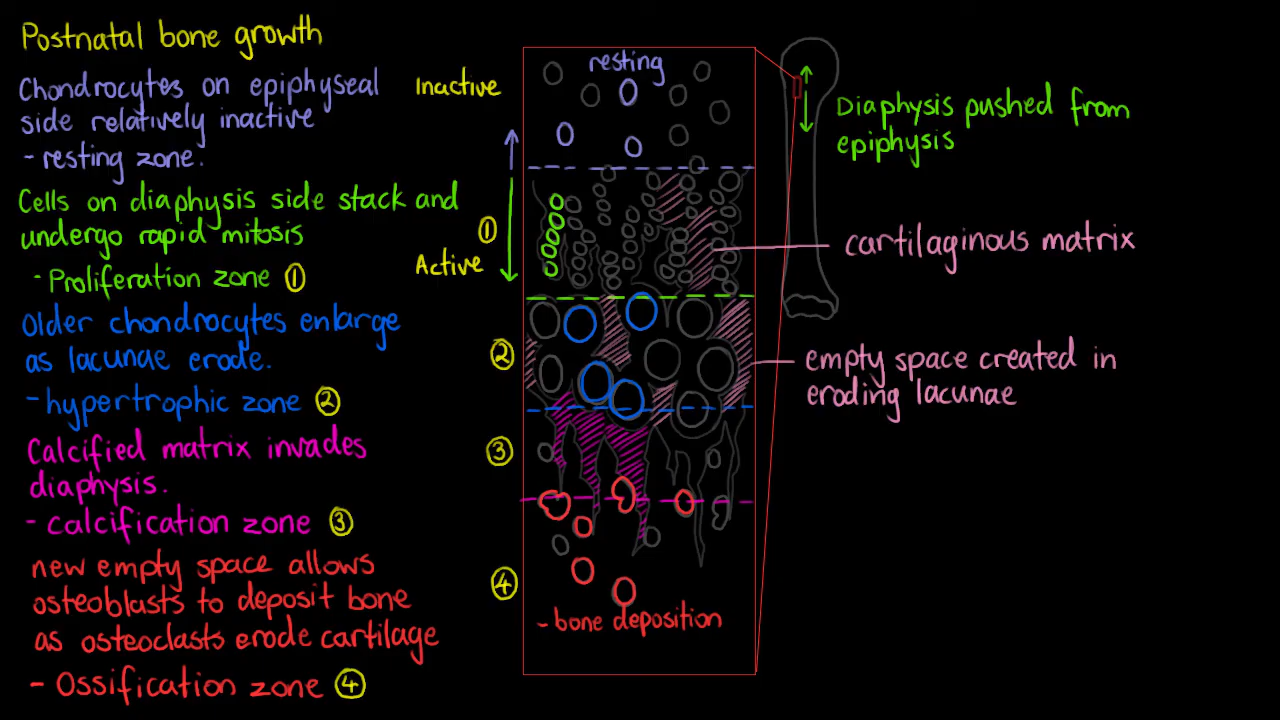 Postnatal bone growth
Chondrocytes on epiphyseal
side relatively inactive
- resting zone.
Cells on diaphysis side stack and
undergo rapid mitosis
- Proliferation zone ①
Older chondrocytes enlarge
as lacunae erode.
- hypertrophic zone ②
Calcified matrix invades
diaphysis.
- Calcification zone ③
new empty space allows
osteoblasts to deposit bone
as osteoclasts erode cartilage
- Ossification zone ④
Inactive
①
Active
②
③
④
resting
- bone deposition
Diaphysis pushed from
epiphysis
cartilaginous matrix
empty space created in
eroding lacunae